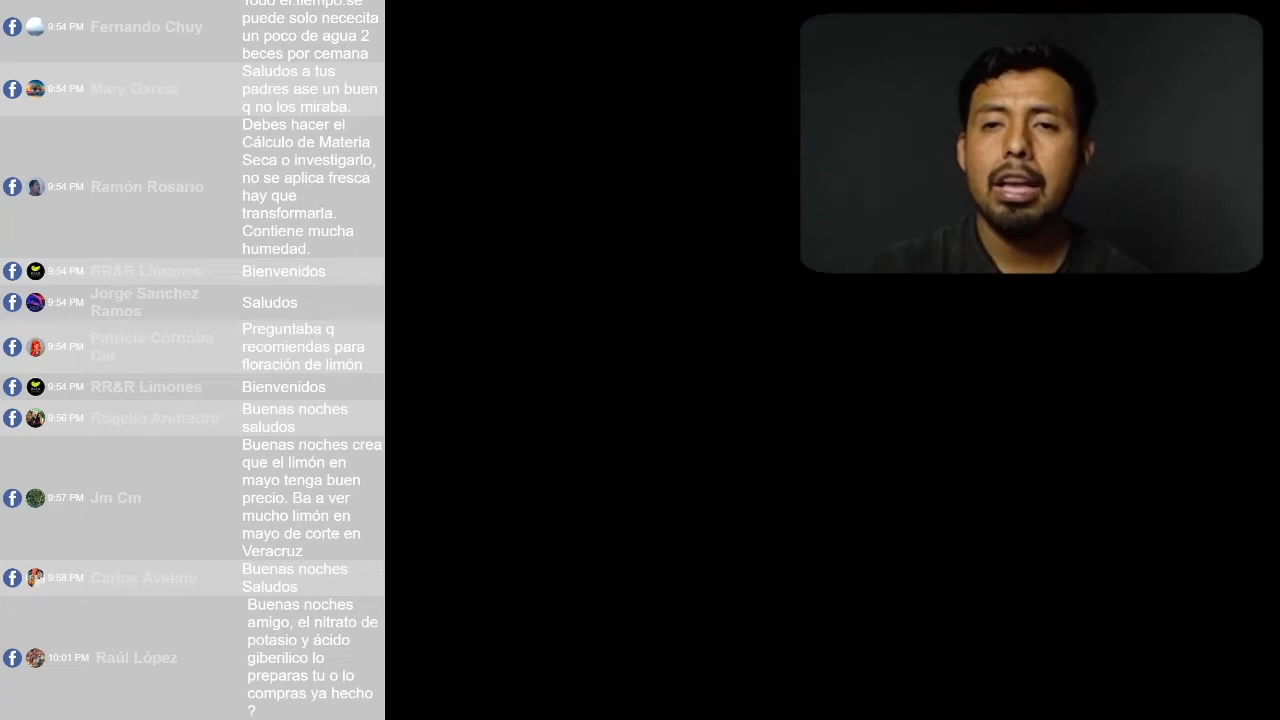 Todo el.tiempo.se
puede solo nececita
9:54 PM Fernando Chuy
un poco de agua 2
beces por cemana
Saludos a tus
9:54 PM Mary Garcia
padres ase un buen
q no los miraba.
Debes hacer el
Cálculo de Materia
Seca o investigarlo,
9:54 PM Ramón Rosario
no se aplica fresca
hay que
transformarla.
Contiene mucha
humedad.
9:54 PM RR&R Limones
Bienvenidos
9:54 PM Jorge Sanchez
Ramos
Saludos
9:54 PM Patricia Córdoba
Car
Preguntaba q
recomiendas para
floración de limón
9:54 PM RR&R Limones
Bienvenidos
9:56 PM Rogelio Andradre
Buenas noches
saludos
Buenas noches crea
que el limón en
mayo tenga buen
9:57 PM Jm Cm
precio. Ba a ver
mucho limón en
mayo de corte en
Veracruz
9:58 PM Carlos Avelino
Buenas noches
Saludos
Buenas noches
amigo, el nitrato de
potasio y ácido
10:01 PM Raúl López
giberilico lo
preparas tu o lo
compras ya hecho
?